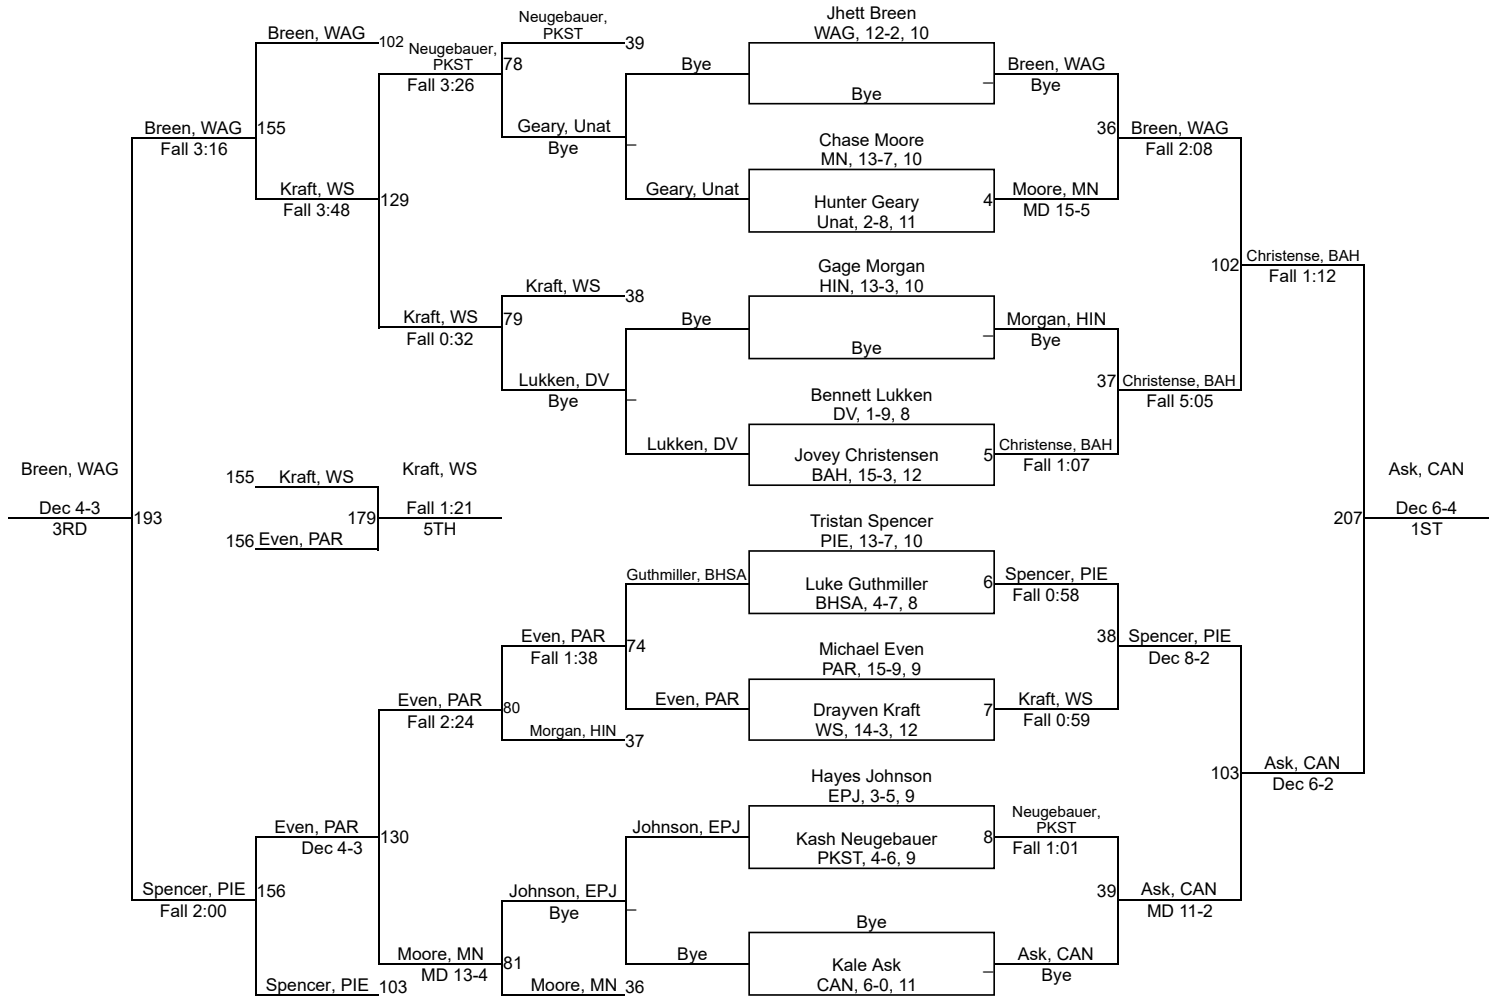 Jhett Breen
WAG, 12-2, 10
Bye
Chase Moore
MN, 13-7, 10
Hunter Geary
Unat, 2-8, 11
4
Gage Morgan
HIN, 13-3, 10
Bye
Bennett Lukken
DV, 1-9, 8
Jovey Christensen
BAH, 15-3, 12
5
Tristan Spencer
PIE, 13-7, 10
Luke Guthmiller
BHSA, 4-7, 8
6
Michael Even
PAR, 15-9, 9
Drayven Kraft
WS, 14-3, 12
7
Hayes Johnson
EPJ, 3-5, 9
Kash Neugebauer
PKST, 4-6, 9
8
Bye
Kale Ask
CAN, 6-0, 11
Breen, WAG
Bye
36
Moore, MN
MD 15-5
Morgan, HIN
Bye
37
Christense, BAH
Fall 1:07
Spencer, PIE
Fall 0:58
38
Kraft, WS
Fall 0:59
Neugebauer,
PKST
Fall 1:01
39
Ask, CAN
Bye
Breen, WAG
Fall 2:08
102
Christense, BAH
Fall 5:05
Spencer, PIE
Dec 8-2
103
Ask, CAN
MD 11-2
Christense, BAH
Fall 1:12
207
Ask, CAN
Dec 6-2
Ask, CAN
Dec 6-4
1ST
Bye
Geary, Unat
Bye
Lukken, DV
Guthmiller, BHSA
74
Even, PAR
Johnson, EPJ
Bye
Neugebauer,
PKST
39
78
Geary, Unat
Bye
Kraft, WS
38
79
Lukken, DV
Bye
Even, PAR
Fall 1:38
80
Morgan, HIN
37
Johnson, EPJ
Bye
81
Moore, MN
36
Neugebauer,
PKST
Fall 3:26
129
Kraft, WS
Fall 0:32
Even, PAR
Fall 2:24
130
Moore, MN
MD 13-4
Breen, WAG
102
155
Kraft, WS
Fall 3:48
Even, PAR
Dec 4-3
156
Spencer, PIE
103
Breen, WAG
Fall 3:16
193
Spencer, PIE
Fall 2:00
Breen, WAG
Dec 4-3
3RD
155
Kraft, WS
179
156
Even, PAR
Kraft, WS
Fall 1:21
5TH